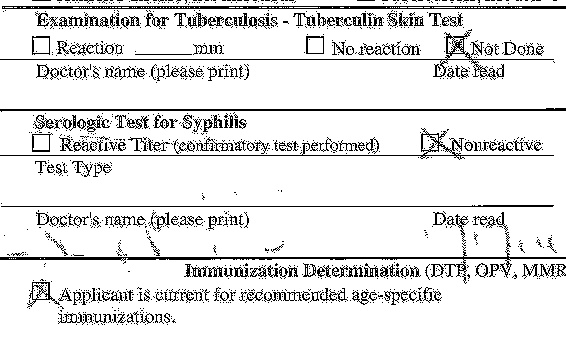 Examination for Tuberculosis - Tuberculin Skin Test
Reaction ______mm No reaction Not Done
Doctor's name (please print) Date read
Serologic Test for Syphilis
Reactive Titer (confirmatory test performed) Nonreactive
Test Type
Doctor's name (please print) Date read
Immunization Determination (DTP, OPV, MMR
Applicant is current for recommended age-specific
immunizations.